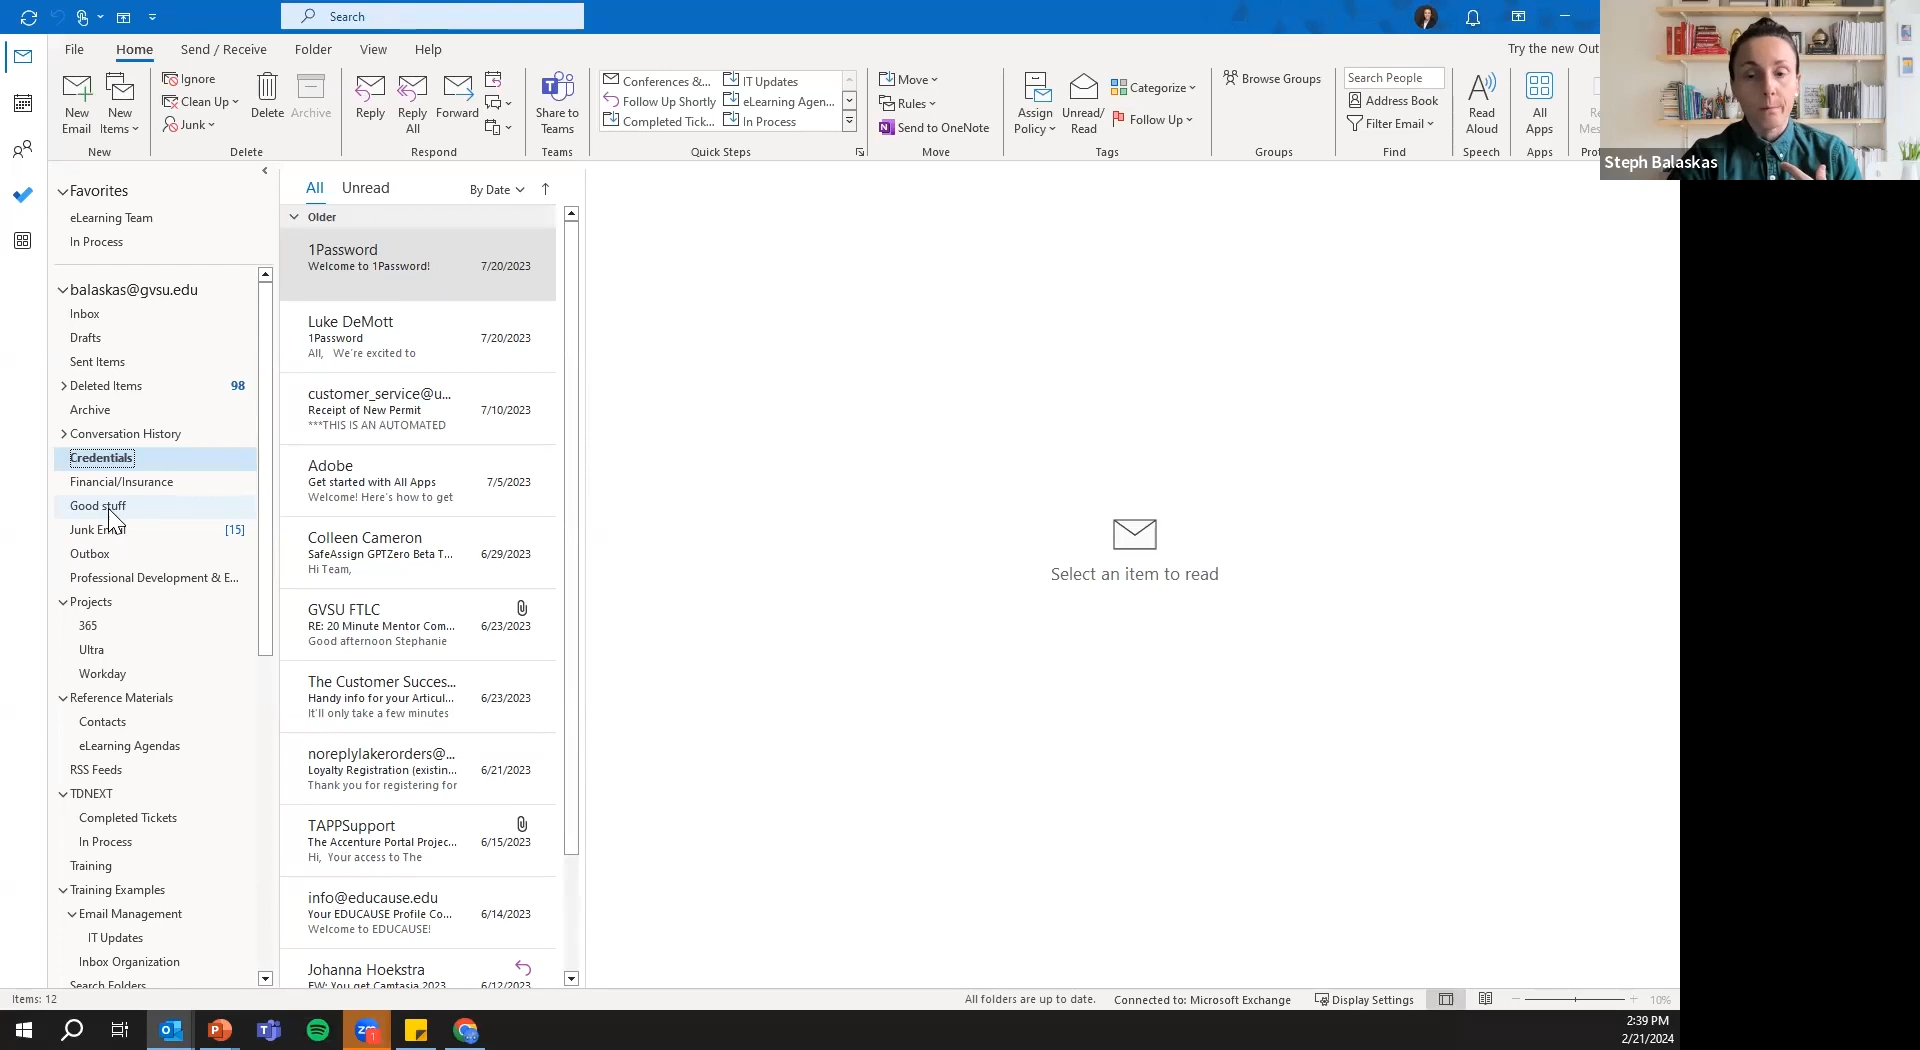 Search
File Home Send / Receive Folder View Help
Try the new Out
New Email
New Items
Ignore
Clean Up
Junk
Delete
Archive
Reply
Reply All
Forward
Share to Teams
Conferences &...
Follow Up Shortly
Completed Tick...
IT Updates
eLearning Agen...
In Process
Move
Rules
Send to OneNote
Assign Policy
Unread/ Read
Categorize
Follow Up
Browse Groups
Search People
Address Book
Filter Email
Read Aloud
All Apps
New
Delete
Respond
Teams
Quick Steps
Move
Tags
Groups
Find
Speech
Apps
Steph Balaskas
Favorites
eLearning Team
In Process
balaskas@gvsu.edu
Inbox
Drafts
Sent Items
Deleted Items 98
Archive
Conversation History
Credentials
Financial/Insurance
Good stuff
Junk Email [15]
Outbox
Professional Development & E...
Projects
365
Ultra
Workday
Reference Materials
Contacts
eLearning Agendas
RSS Feeds
TDNEXT
Completed Tickets
In Process
Training
Training Examples
Email Management
IT Updates
Inbox Organization
Search Folders
All Unread By Date
Older
1Password
Welcome to 1Password! 7/20/2023
Luke DeMott
1Password 7/20/2023
All, We're excited to
customer_service@u...
Receipt of New Permit 7/10/2023
***THIS IS AN AUTOMATED
Adobe
Get started with All Apps 7/5/2023
Welcome! Here's how to get
Colleen Cameron
SafeAssign GPTZero Beta T... 6/29/2023
Hi Team,
GVSU FTLC
RE: 20 Minute Mentor Com... 6/23/2023
Good afternoon Stephanie
The Customer Succes...
Handy info for your Articul... 6/23/2023
It'll only take a few minutes
noreplylakerorders@...
Loyalty Registration (existin... 6/21/2023
Thank you for registering for
TAPPSupport
The Accenture Portal Projec... 6/15/2023
Hi, Your access to The
info@educause.edu
Your EDUCAUSE Profile Co... 6/14/2023
Welcome to EDUCAUSE!
Johanna Hoekstra
FW: You get Camtasia 2023 6/12/2023
Select an item to read
Items: 12
All folders are up to date. Connected to: Microsoft Exchange Display Settings 10%
2:39 PM
2/21/2024